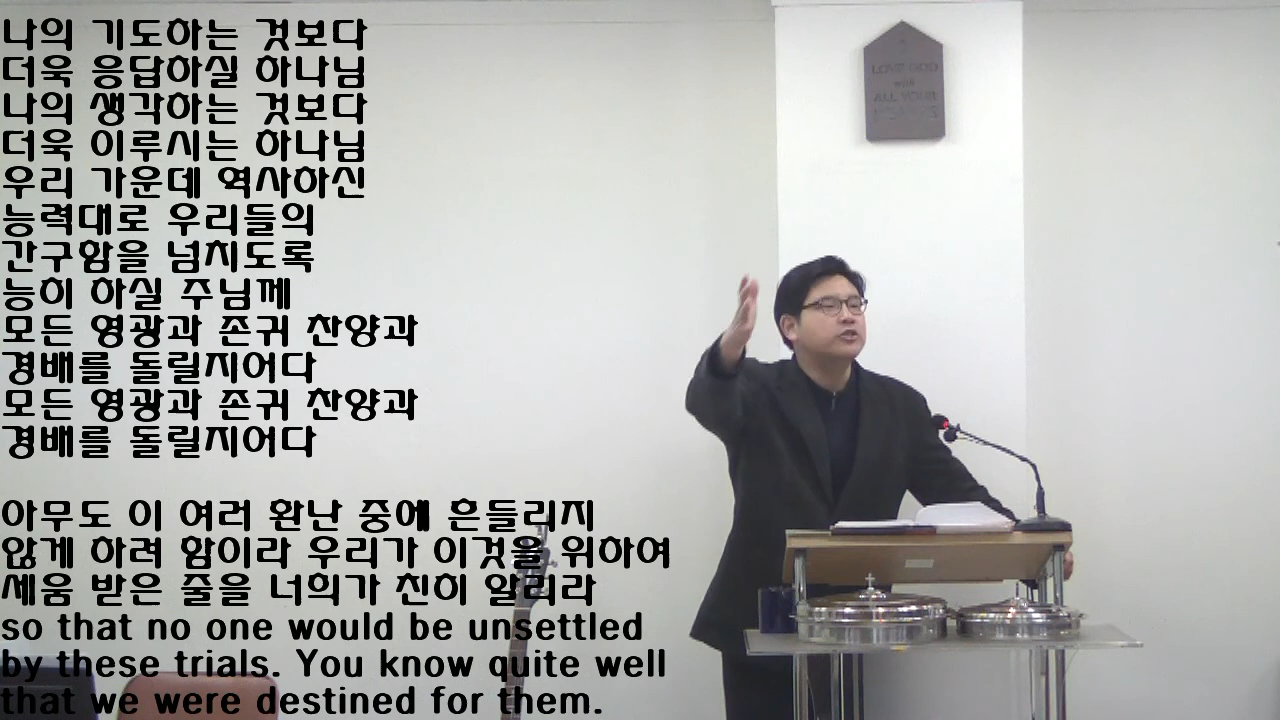 나의 기도하는 것보다
더욱 응답하실 하나님
나의 생각하는 것보다
더욱 이루시는 하나님
우리 가운데 역사하신
능력대로 우리들의
간구함을 넘치도록
능히 하실 주님께
모든 영광과 존귀 찬양과
경배를 돌릴지어다
모든 영광과 존귀 찬양과
경배를 돌릴지어다
아무도 이 여러 환난 중에 흔들리지
않게 하려 함이라 우리가 이것을 위하여
세움 받은 줄을 너희가 친히 알리라
so that no one would be unsettled
by these trials. You know quite well
that we were destined for them.
LOVE GOD
with
ALL YOUR